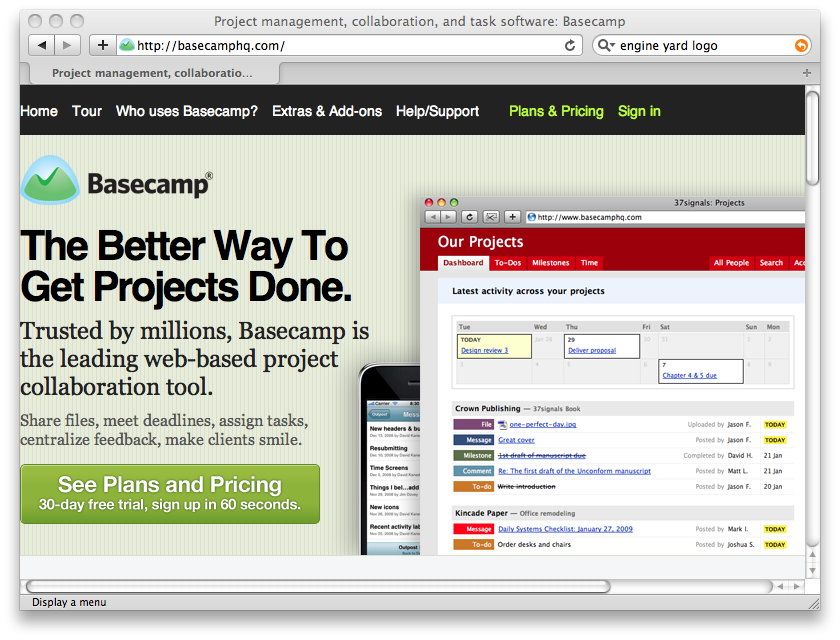 Project management, collaboration, and task software: Basecamp
http://basecamphq.com/
engine yard logo
Project management, collaboratio...
Home Tour Who uses Basecamp? Extras & Add-ons Help/Support Plans & Pricing Sign in
Basecamp®
The Better Way To
Get Projects Done.
Trusted by millions, Basecamp is
the leading web-based project
collaboration tool.
Share files, meet deadlines, assign tasks,
centralize feedback, make clients smile.
See Plans and Pricing
30-day free trial, sign up in 60 seconds.
8:30
Outpost Mess
New headers & bu
Resubmitting
Time Screens
Things I bel...add
New icons
Recent activity lab
Outpost
37signals: Projects
http://www.basecamphq.com
Our Projects
Dashboard To-Dos Milestones Time All People Search Acc
Latest activity across your projects
Tue Wed Thu Fri Sat Sun Mon
TODAY Jan 28 29 30 31 1 2
Design review 3 Deliver proposal
3 4 5 6 7 8 9
Chapter 4 & 5 due
Crown Publishing — 37signals Book
File one-perfect-day.jpg Uploaded by Jason F. TODAY
Message Great cover Posted by Jason F. TODAY
Milestone 1st draft of manuscript due Completed by David H. 21 Jan
Comment Re: The first draft of the Unconform manuscript Posted by Matt L. 21 Jan
To-do Write introduction Posted by Jason F. 20 Jan
Kincade Paper — Office remodeling
Message Daily Systems Checklist: January 27, 2009 Posted by Mark I. TODAY
To-do Order desks and chairs Posted by Joshua S. TODAY
Display a menu